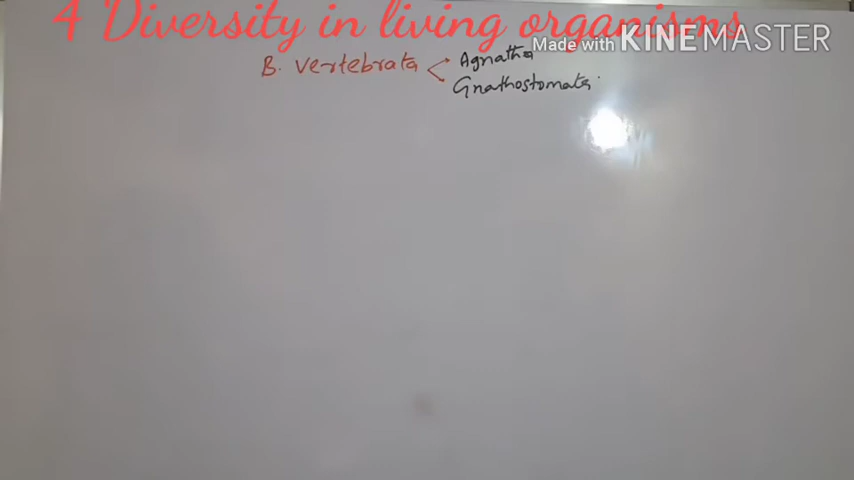 4 Diversity in living organisms
Made with KINEMASTER
B. vertebrata Agnatha
Gnathostomata